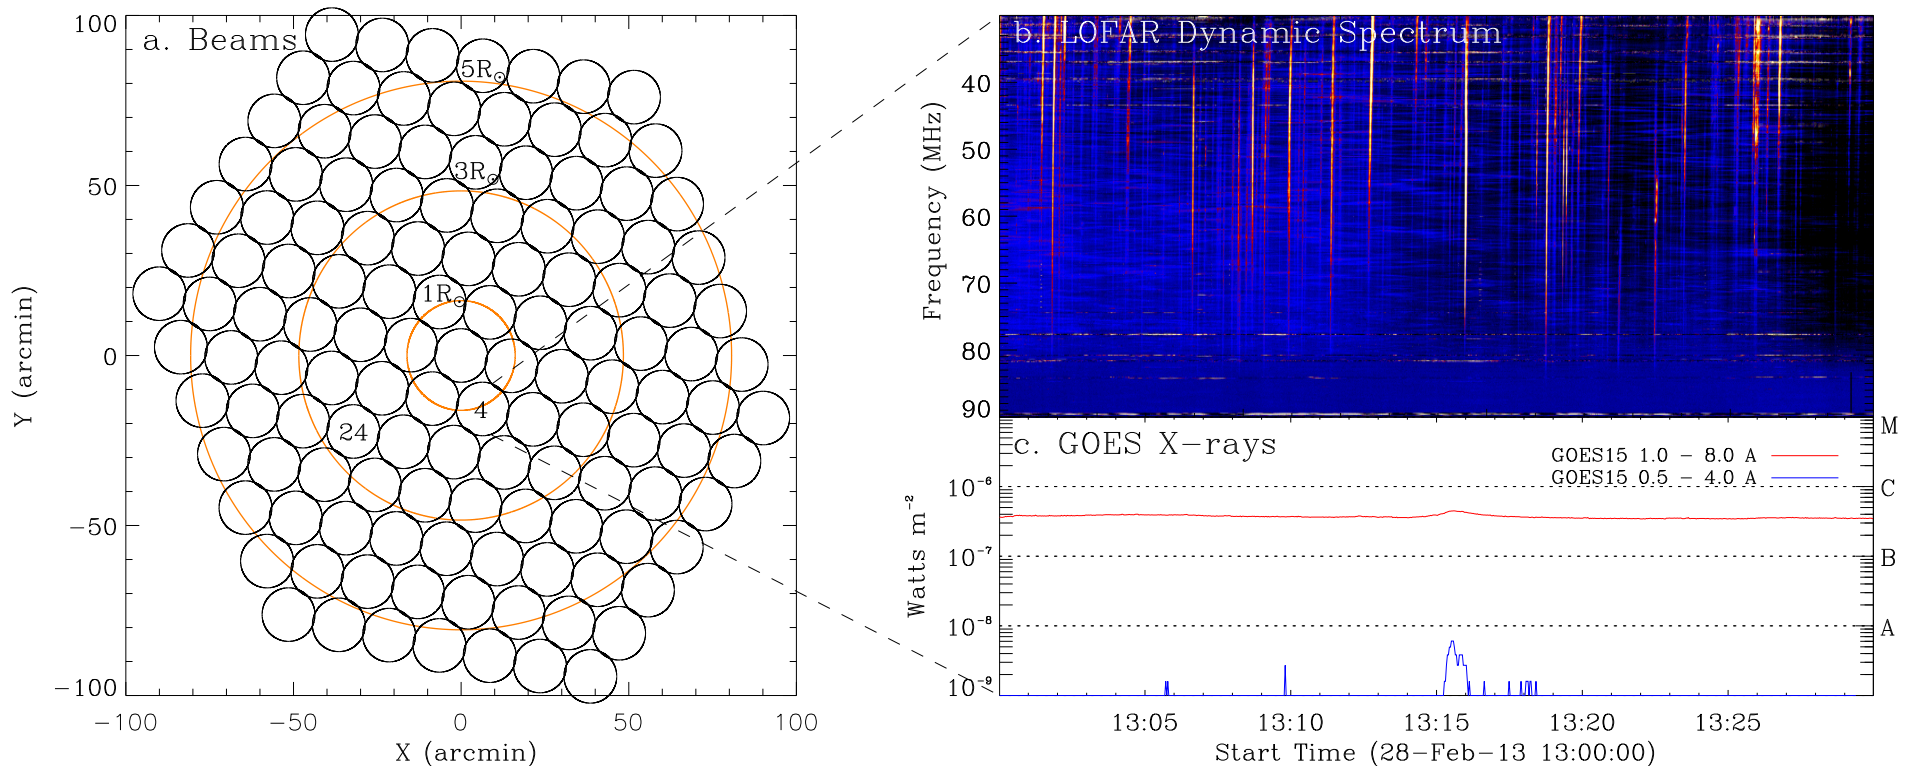 a. Beams
5R☉
3R☉
1R☉
4
24
100
50
0
−50
−100
Y (arcmin)
−100 −50 0 50 100
X (arcmin)
b. LOFAR Dynamic Spectrum
40
50
60
70
80
90
Frequency (MHz)
c. GOES X−rays
GOES15 1.0 − 8.0 A
GOES15 0.5 − 4.0 A
10⁻⁶
10⁻⁷
10⁻⁸
10⁻⁹
Watts m⁻²
M
C
B
A
13:05 13:10 13:15 13:20 13:25
Start Time (28−Feb−13 13:00:00)